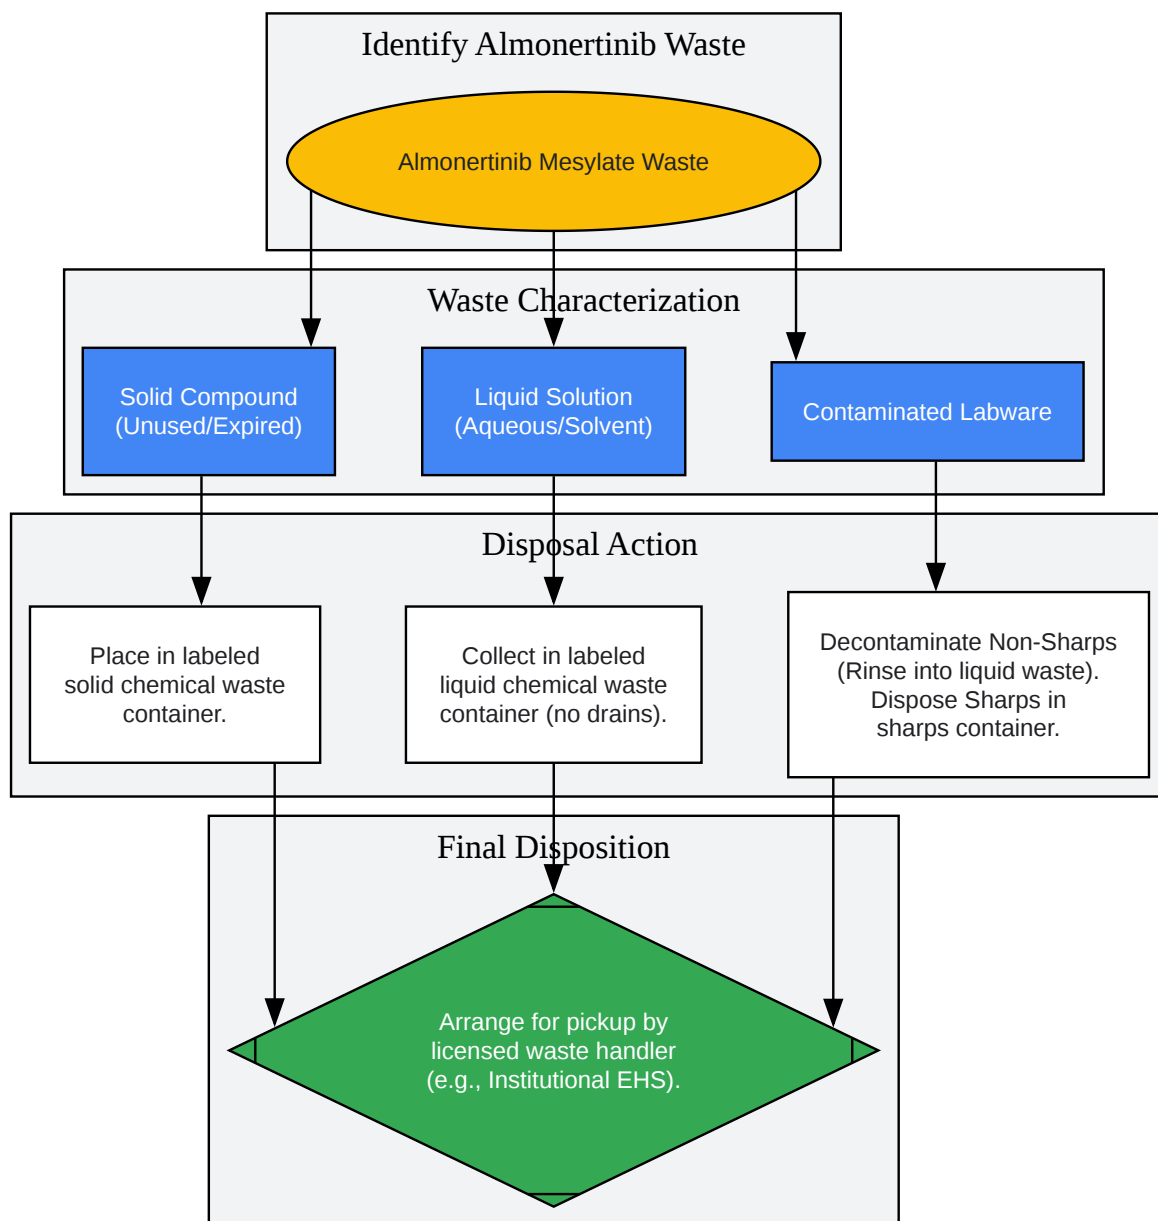 Identify Almonertinib Waste
Almonertinib Mesylate Waste
Waste Characterization
Solid Compound
(Unused/Expired)
Liquid Solution
(Aqueous/Solvent)
Contaminated Labware
Disposal Action
Place in labeled
solid chemical waste
container.
Collect in labeled
liquid chemical waste
container (no drains).
Decontaminate Non-Sharps
(Rinse into liquid waste).
Dispose Sharps in
sharps container.
Final Disposition
Arrange for pickup by
licensed waste handler
(e.g., Institutional EHS).